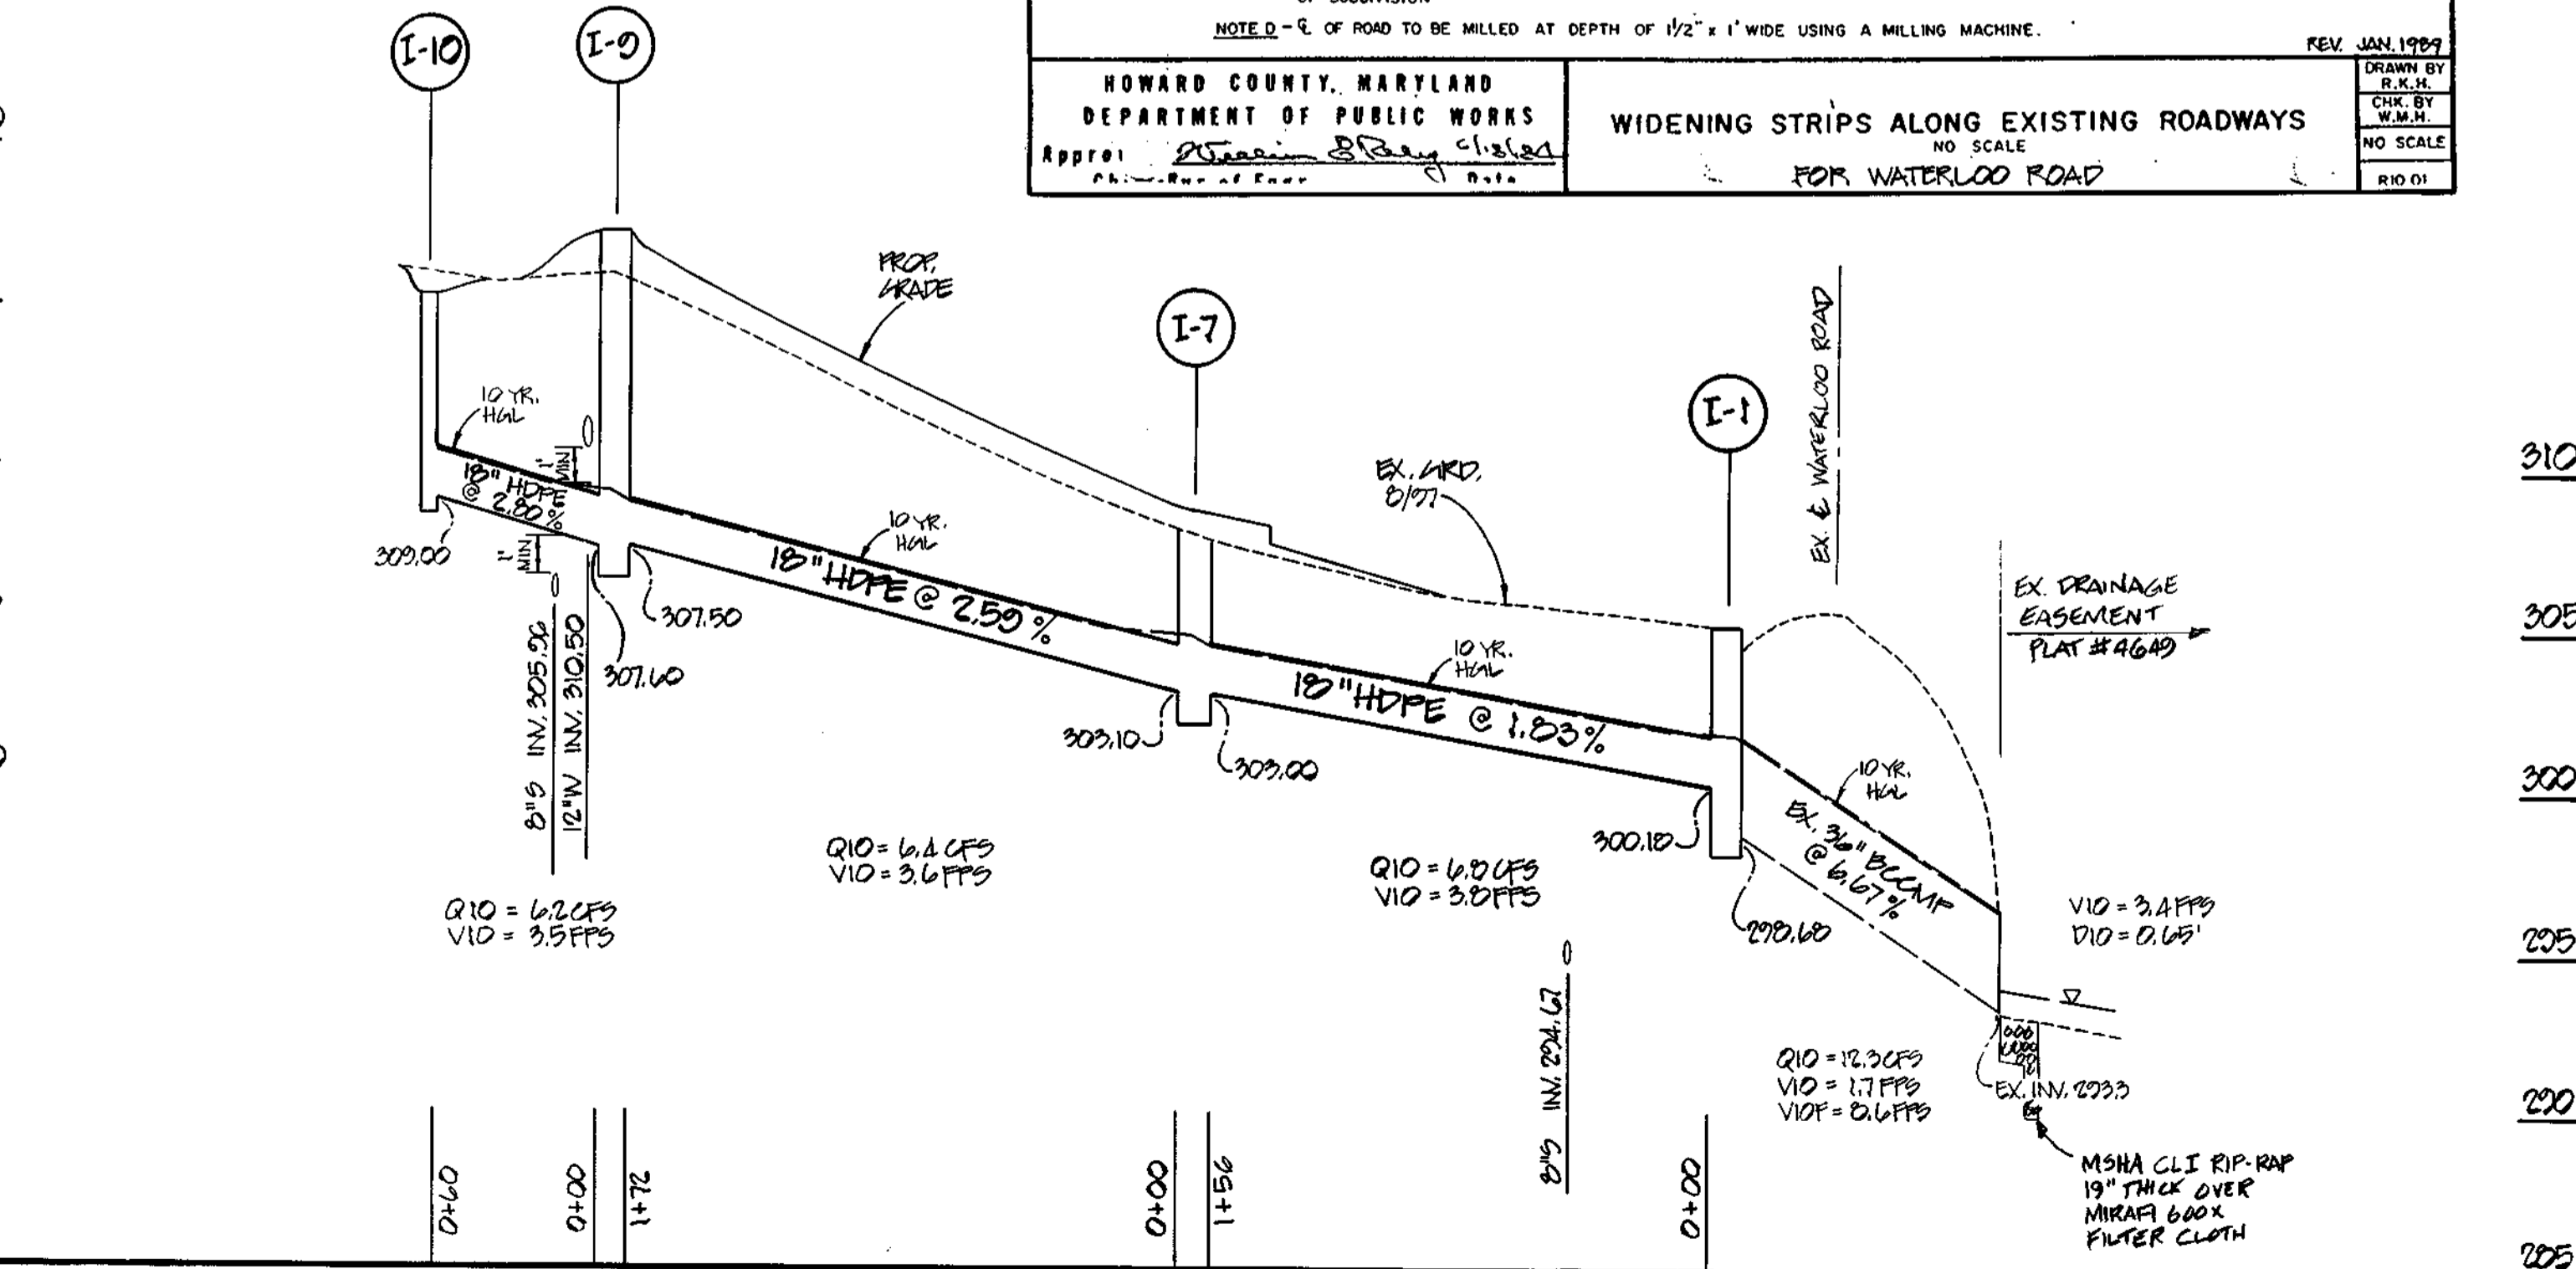 NOTE D - ℄ OF ROAD TO BE MILLED AT DEPTH OF 1 1/2" x 1' WIDE USING A MILLING MACHINE.
REV. JAN. 1989
HOWARD COUNTY, MARYLAND
DEPARTMENT OF PUBLIC WORKS
WIDENING STRIPS ALONG EXISTING ROADWAYS
NO SCALE
FOR WATERLOO ROAD
DRAWN BY
R.K.H.
CHK. BY
W.M.H.
NO SCALE
R10 01
I-10
I-9
I-7
I-1
PROP.
GRADE
EX. GRD.
8/97
EX. ℄ WATERLOO ROAD
EX. DRAINAGE
EASEMENT
PLAT #4649
10 YR.
HGL
18" HDPE
@ 2.80%
1'
MIN
1'
MIN
309.00
8"S INV. 305.96
12"W INV. 310.50
307.60
307.50
10 YR.
HGL
18" HDPE @ 2.59%
303.10
303.00
10 YR.
HGL
18" HDPE @ 1.83%
300.18
298.68
10 YR.
HGL
EX. 36" BCCMP
@ 6.67%
Q10 = 6.2 CFS
V10 = 3.5 FPS
Q10 = 6.4 CFS
V10 = 3.6 FPS
Q10 = 6.8 CFS
V10 = 3.8 FPS
8"S INV. 294.67
V10 = 3.4 FPS
D10 = 0.65'
Q10 = 12.3 CFS
V10 = 1.7 FPS
V10F = 8.6 FPS
EX. INV. 293.3
MSHA CL I RIP-RAP
19" THICK OVER
MIRAFI 600X
FILTER CLOTH
0+60
0+00
1+72
0+00
1+56
0+00
310
305
300
295
290
285